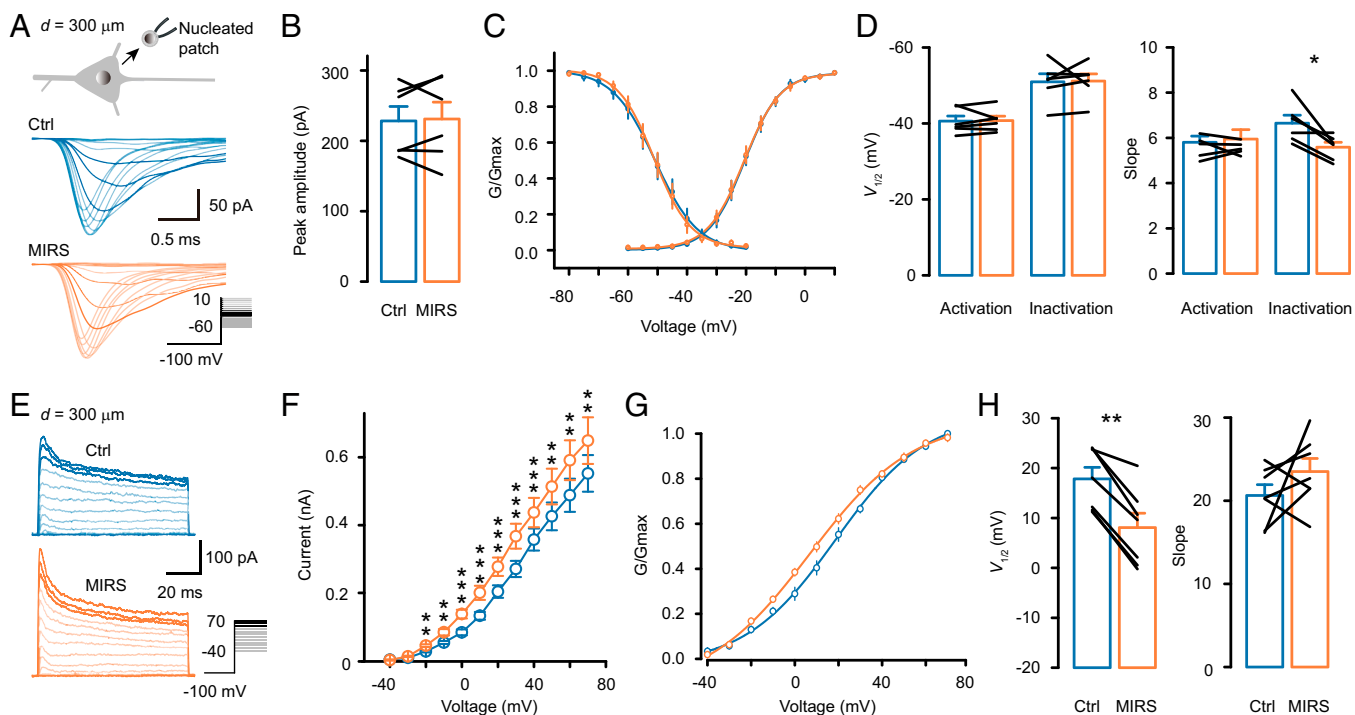 A
d = 300 μm
Nucleated
patch
Ctrl
50 pA
0.5 ms
MIRS
10
-60
-100 mV
B
Peak amplitude (pA)
300
200
100
0
Ctrl MIRS
C
G/Gmax
1.0
0.8
0.6
0.4
0.2
0.0
-80 -60 -40 -20 0
Voltage (mV)
D
V1/2 (mV)
-60
-40
-20
0
Activation Inactivation
Slope
10
8
6
4
2
0
*
Activation Inactivation
E
d = 300 μm
Ctrl
100 pA
20 ms
MIRS
70
-40
-100 mV
F
Current (nA)
0.6
0.4
0.2
0
** ** *** *** *** *** *** ** ** **
-40 0 40 80
Voltage (mV)
G
G/Gmax
1.0
0.8
0.6
0.4
0.2
0.0
-40 0 40 80
Voltage (mV)
H
V1/2 (mV)
30
20
10
0
-10
-20
**
Ctrl MIRS
Slope
30
20
10
0
Ctrl MIRS